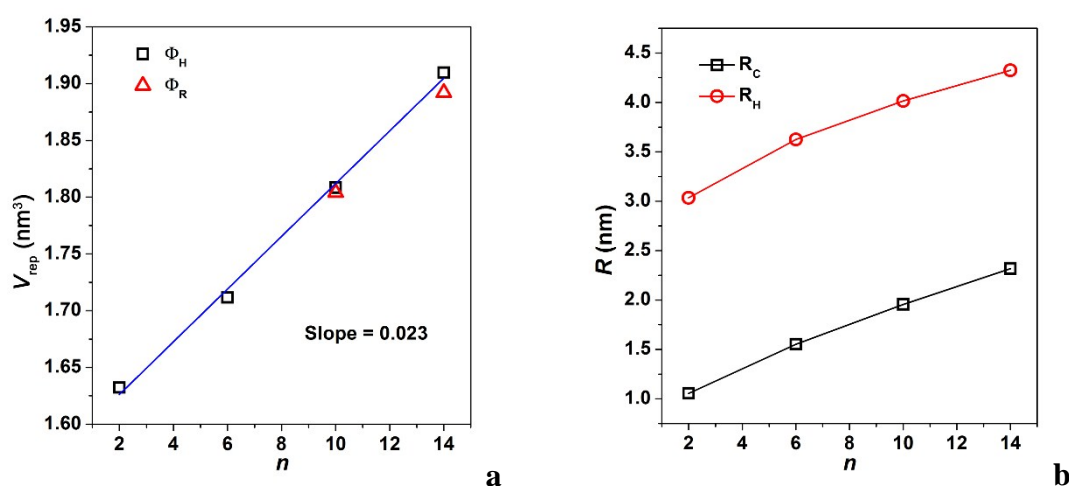 1.95
1.90
1.85
1.80
1.75
1.70
1.65
1.60
V_rep (nm³)
Φ_H
Φ_R
Slope = 0.023
2 4 6 8 10 12 14
n
a
4.5
4.0
3.5
3.0
2.5
2.0
1.5
1.0
R (nm)
R_C
R_H
2 4 6 8 10 12 14
n
b